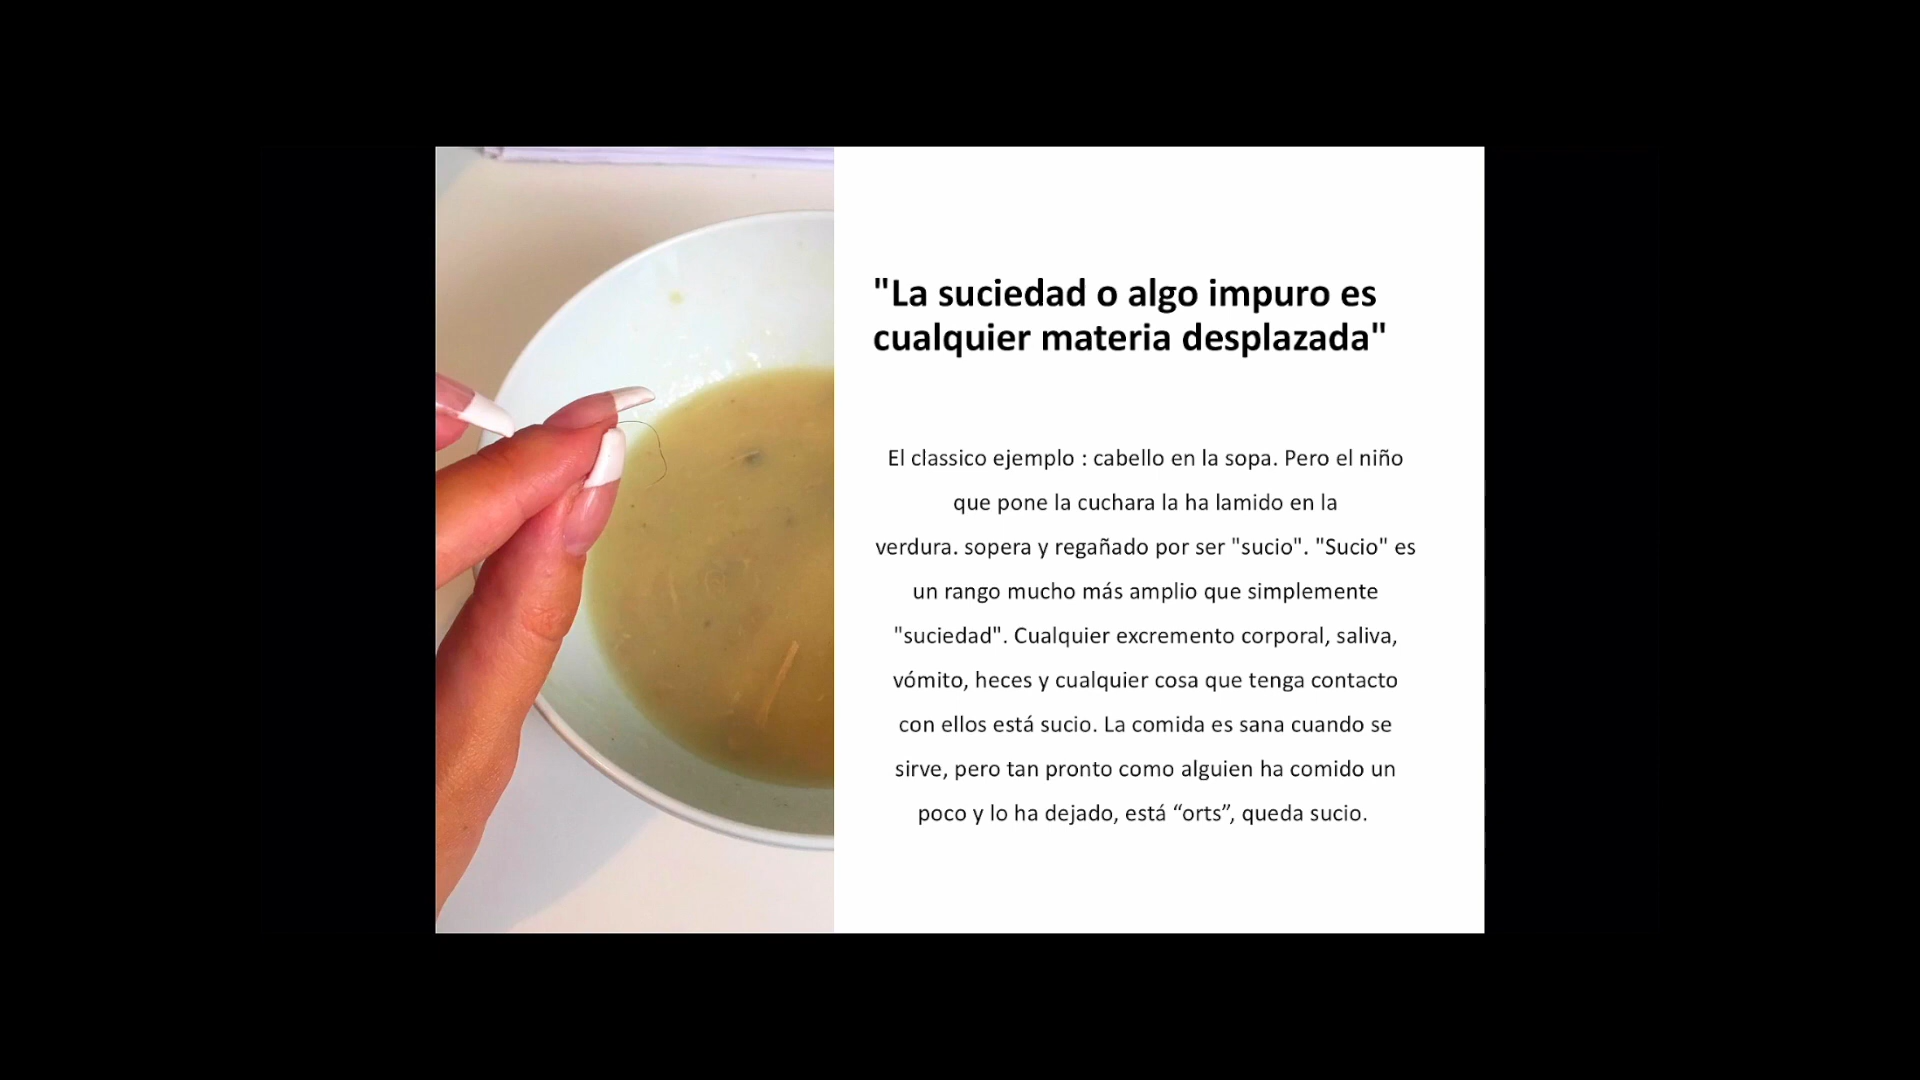 "La suciedad o algo impuro es
cualquier materia desplazada"
El classico ejemplo : cabello en la sopa. Pero el niño
que pone la cuchara la ha lamido en la
verdura. sopera y regañado por ser "sucio". "Sucio" es
un rango mucho más amplio que simplemente
"suciedad". Cualquier excremento corporal, saliva,
vómito, heces y cualquier cosa que tenga contacto
con ellos está sucio. La comida es sana cuando se
sirve, pero tan pronto como alguien ha comido un
poco y lo ha dejado, está “orts”, queda sucio.